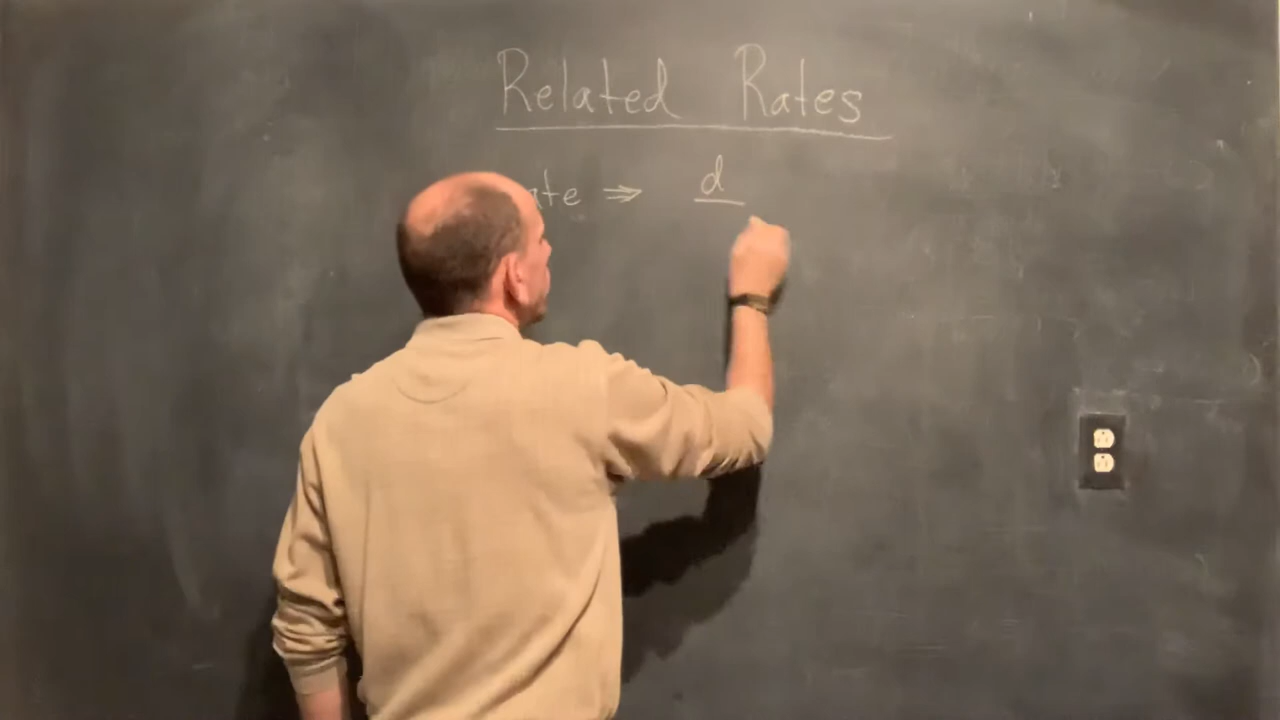 Related Rates
ate ⇒ d